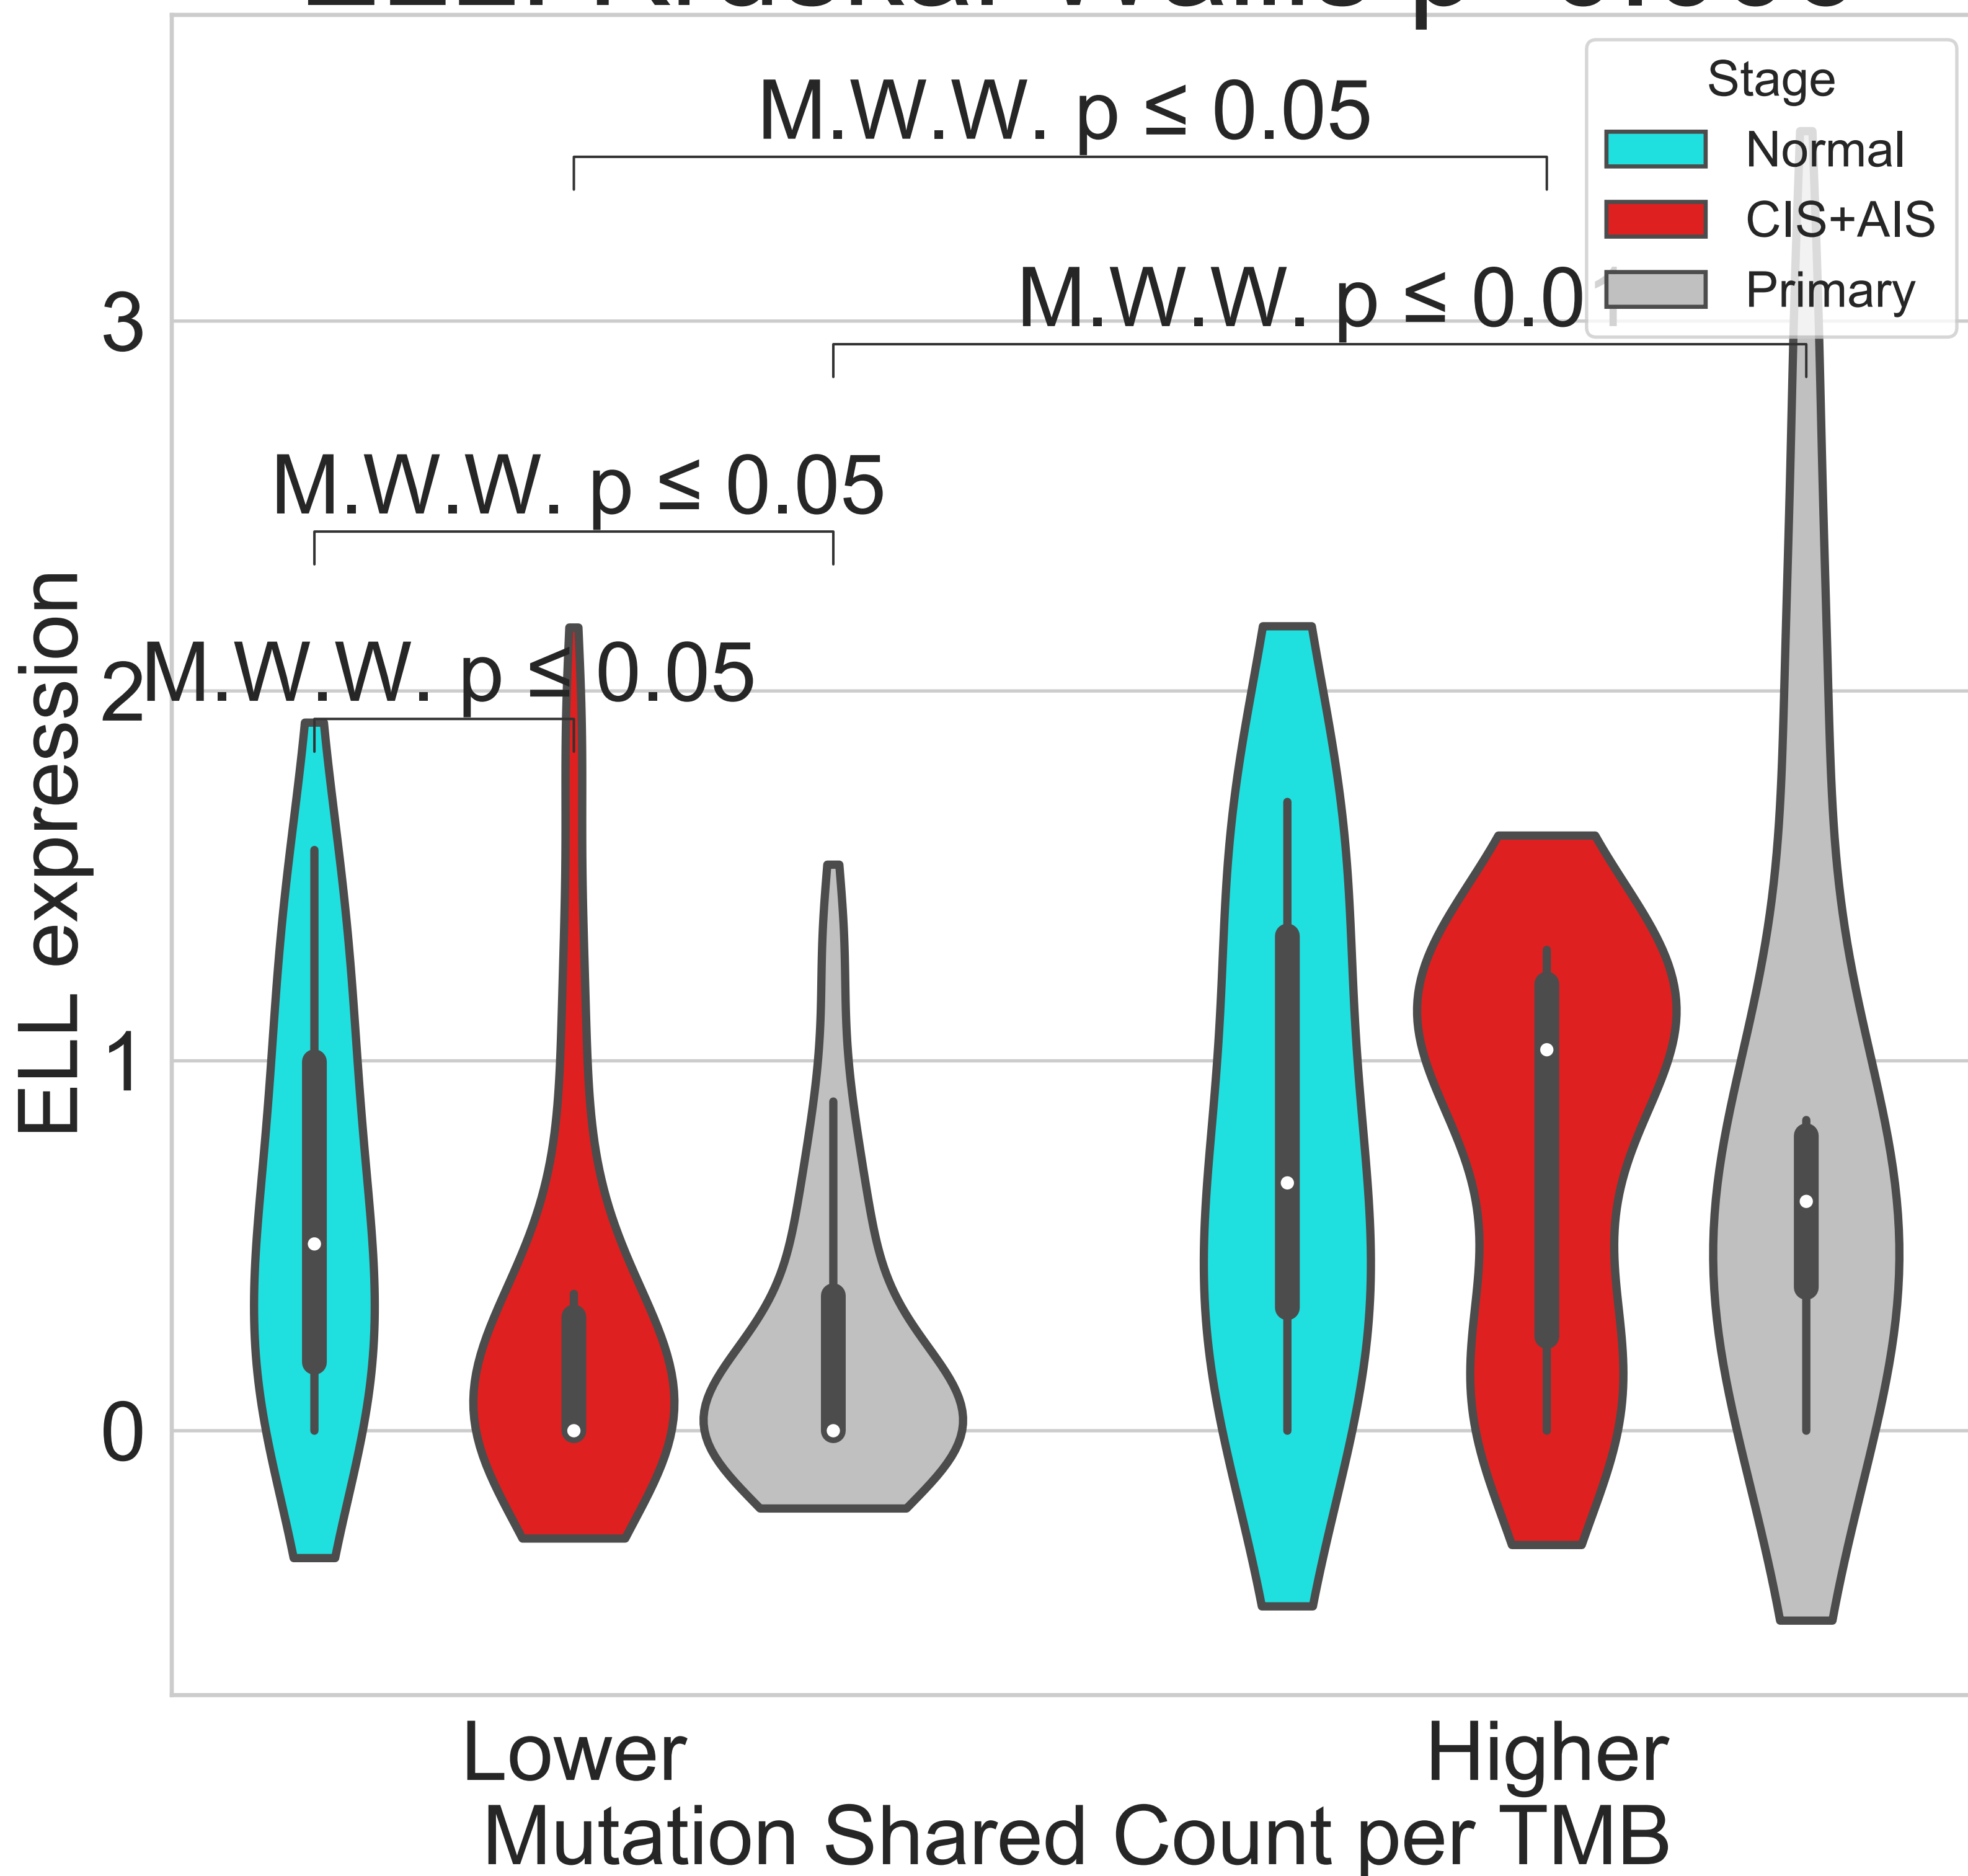 M.W.W. p ≤ 0.05
Stage
Normal
CIS+AIS
Primary
M.W.W. p ≤ 0.01
3
M.W.W. p ≤ 0.05
M.W.W. p ≤ 0.05
2
1
0
ELL expression
Lower
Higher
Mutation Shared Count per TMB